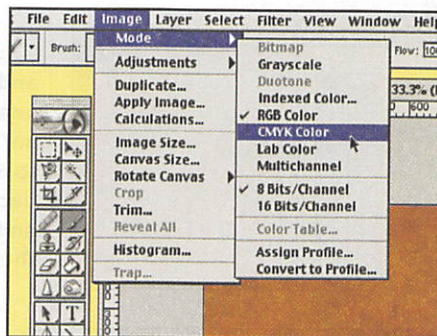 File Edit Image Layer Select Filter View Window Help
Brush:
Flow: 100
Mode
Adjustments
Duplicate...
Apply Image...
Calculations...
Image Size...
Canvas Size...
Rotate Canvas
Crop
Trim...
Reveal All
Histogram...
Trap...
Bitmap
Grayscale
Duotone
Indexed Color...
RGB Color
CMYK Color
Lab Color
Multichannel
8 Bits/Channel
16 Bits/Channel
Color Table...
Assign Profile...
Convert to Profile...
33.3% (
600
T